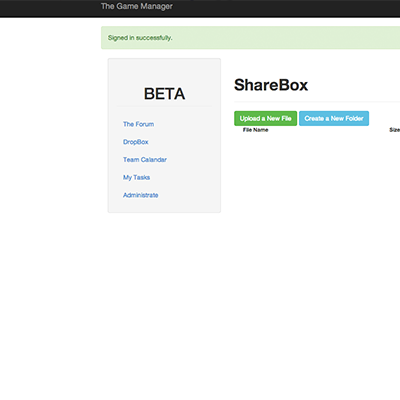 The Game Manager
Signed in successfully.
BETA
The Forum
DropBox
Team Calandar
My Tasks
Administrate
ShareBox
Upload a New File
Create a New Folder
File Name
Size